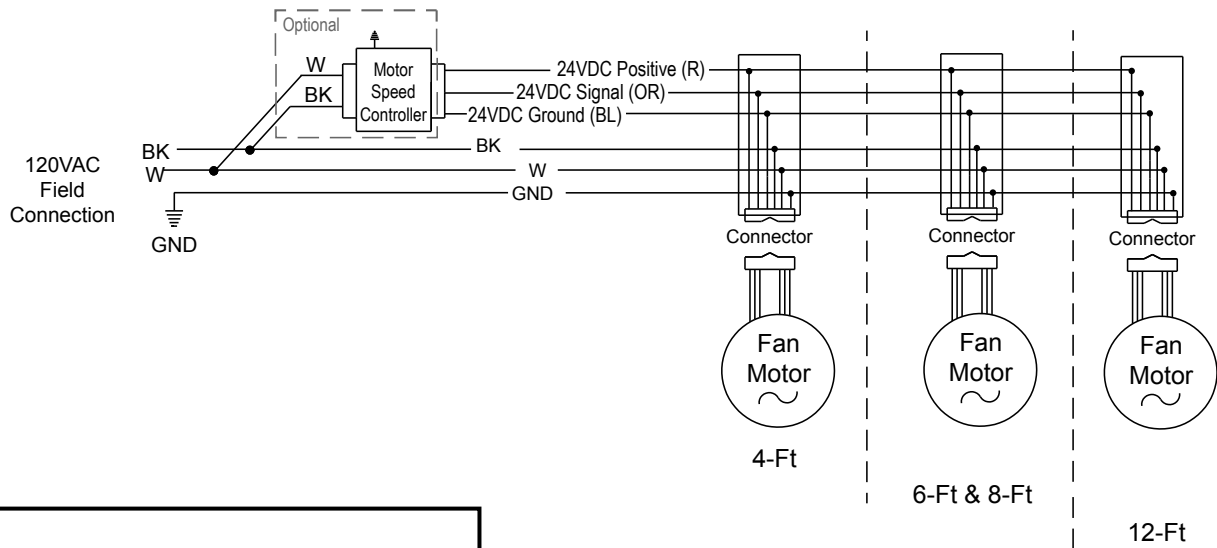 Optional
W
BK
Motor
Speed
Controller
24VDC Positive (R)
24VDC Signal (OR)
24VDC Ground (BL)
120VAC
Field
Connection
BK
W
GND
BK
W
GND
Connector
Connector
Connector
Fan
Motor
Fan
Motor
Fan
Motor
4-Ft
6-Ft & 8-Ft
12-Ft